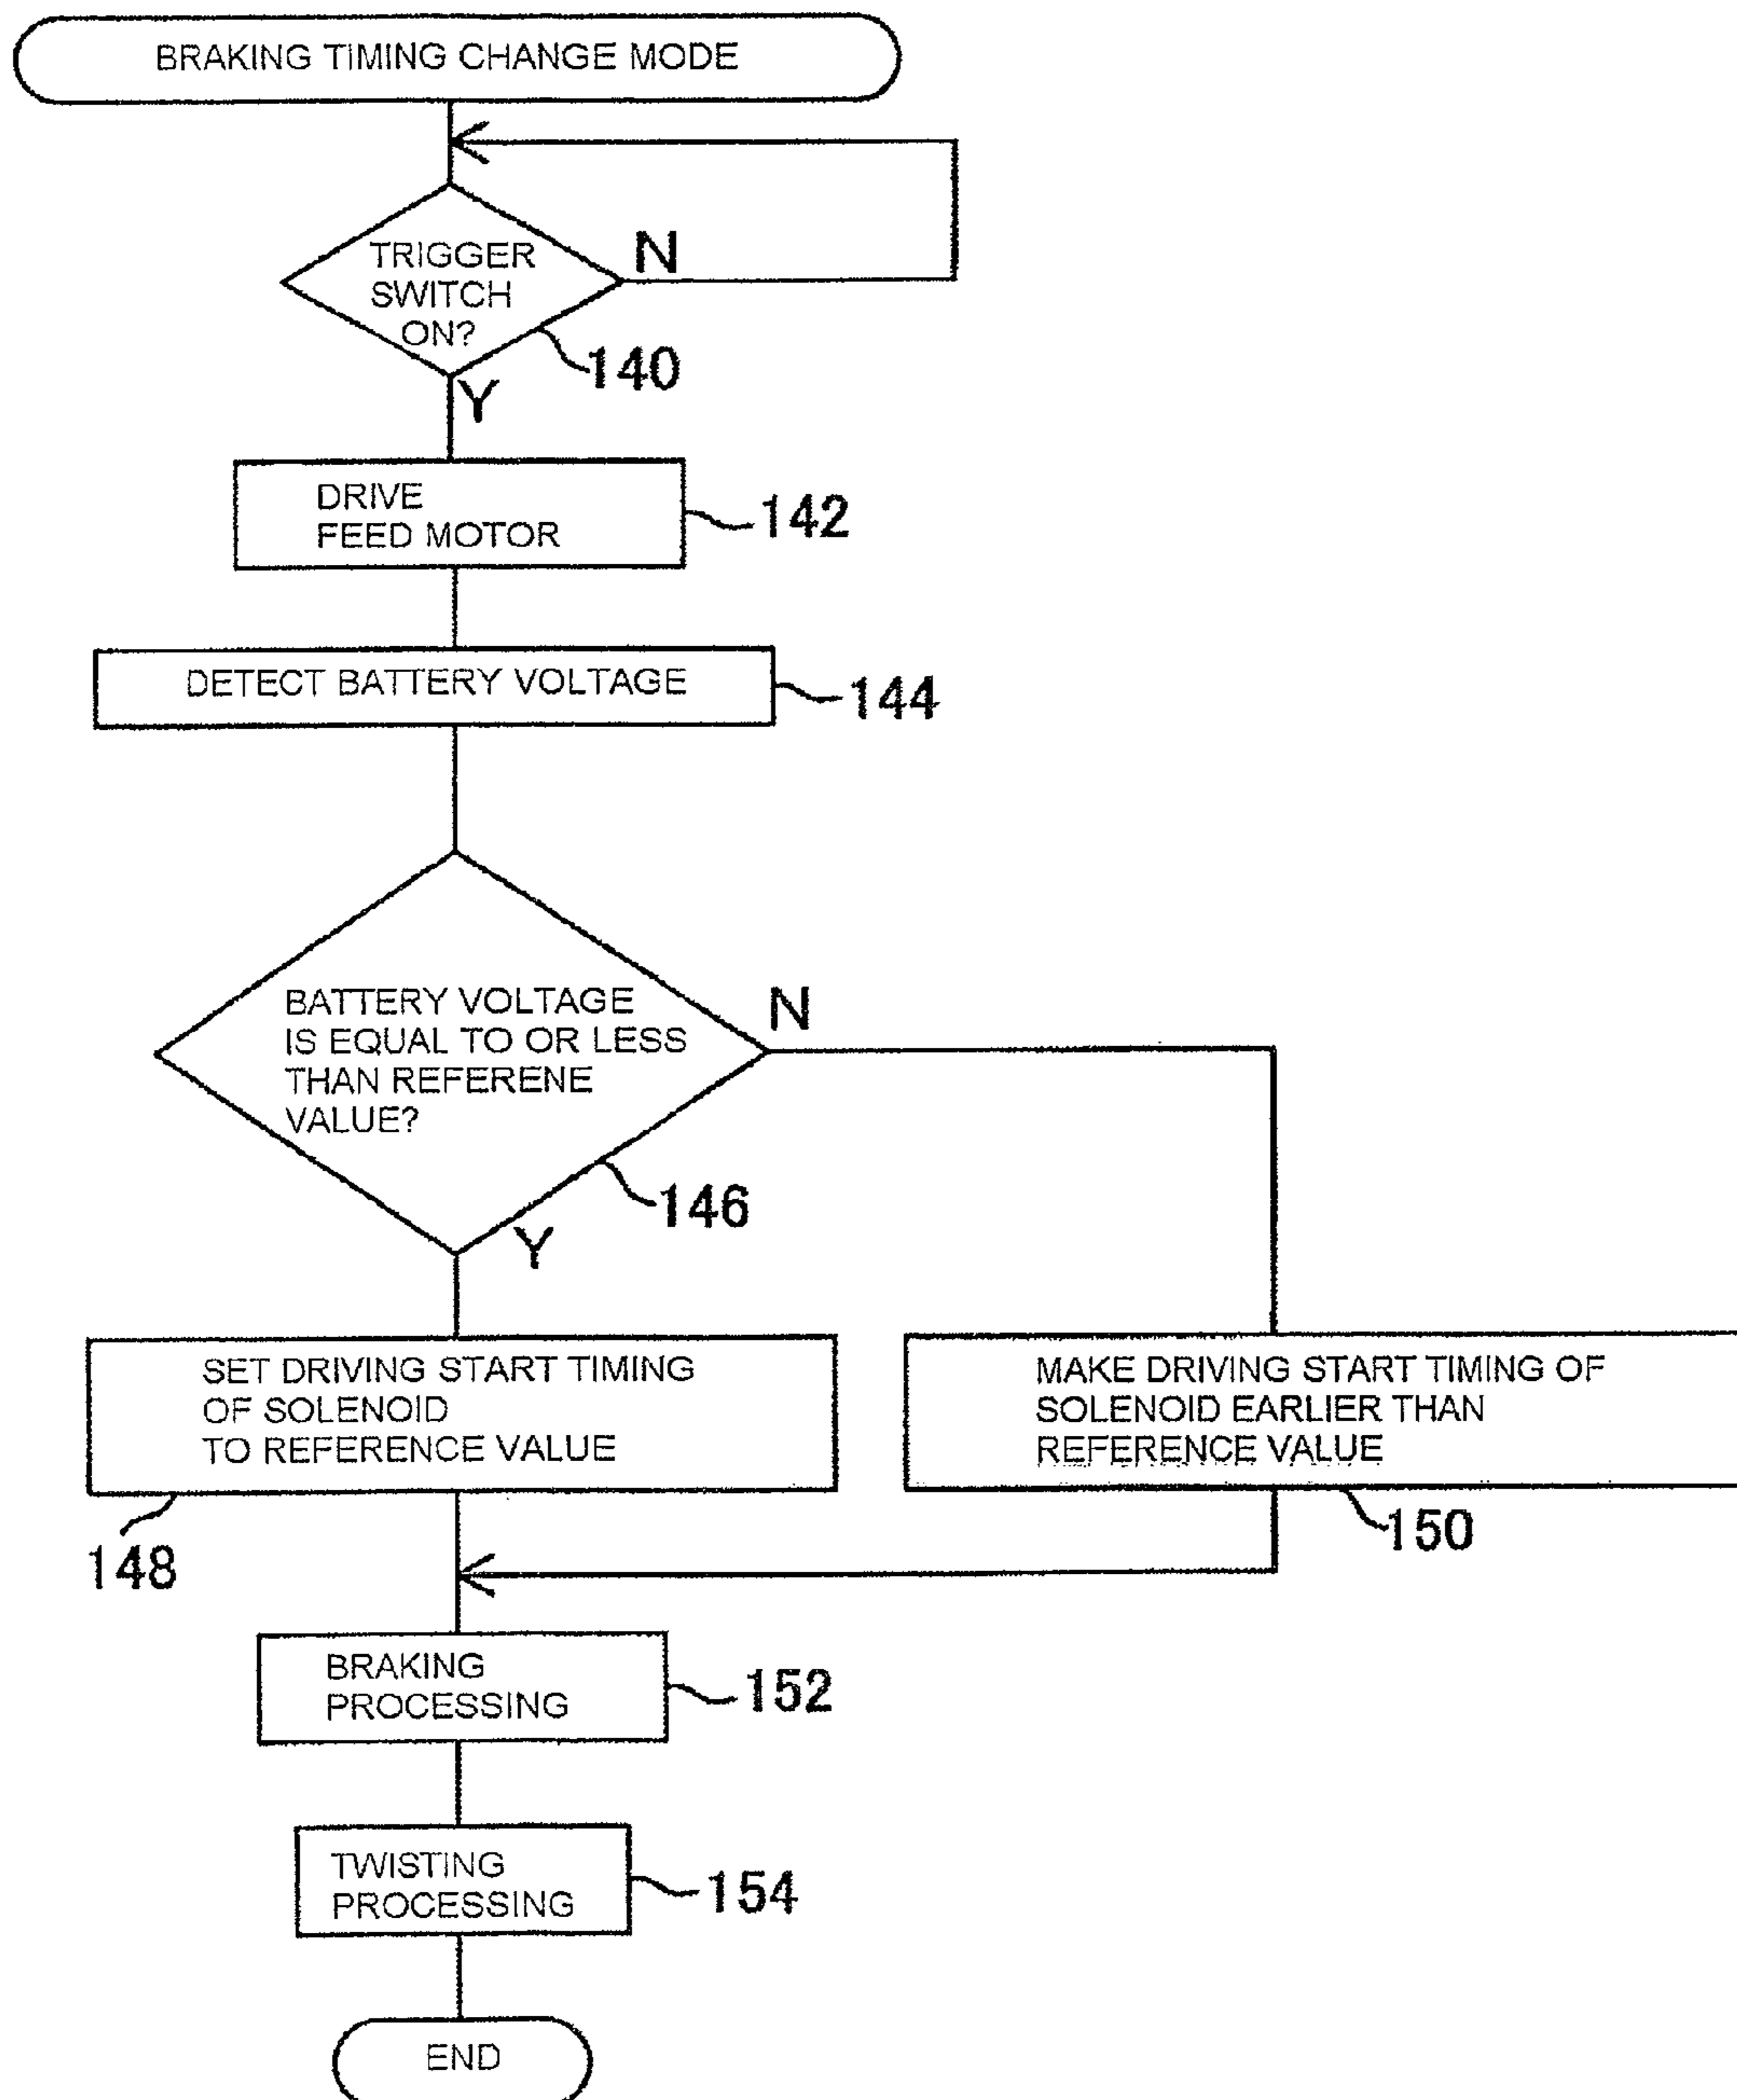 BRAKING TIMING CHANGE MODE
TRIGGER
SWITCH
ON?
N
140
Y
DRIVE
FEED MOTOR
142
DETECT BATTERY VOLTAGE
144
BATTERY VOLTAGE
IS EQUAL TO OR LESS
THAN REFERENE
VALUE?
N
146
Y
SET DRIVING START TIMING
OF SOLENOID
TO REFERENCE VALUE
148
MAKE DRIVING START TIMING OF
SOLENOID EARLIER THAN
REFERENCE VALUE
150
BRAKING
PROCESSING
152
TWISTING
PROCESSING
154
END